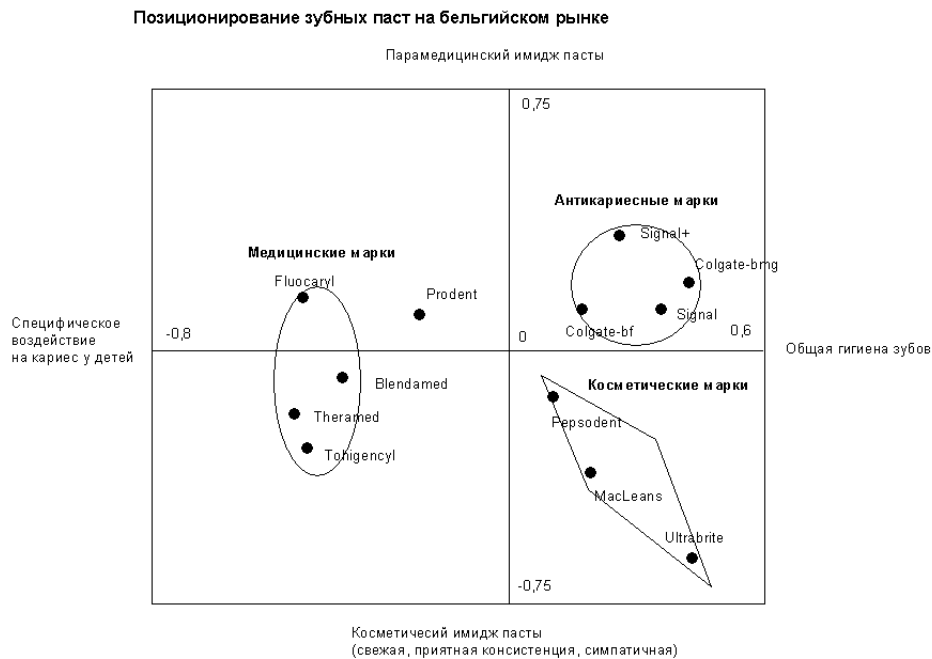 Позиционирование зубных паст на бельгийском рынке
Парамедицинский имидж пасты
0,75
Антикариесные марки
Signal+
Медицинские марки
Colgate-bmg
Fluocaryl
Prodent
Signal
Специфическое
воздействие
на кариес у детей
-0,8
Colgate-bf
0
0,6
Общая гигиена зубов
Blendamed
Косметические марки
Theramed
Pepsodent
Tohigencyl
MacLeans
Ultrabrite
-0,75
Косметичесий имидж пасты
(свежая, приятная консистенция, симпатичная)